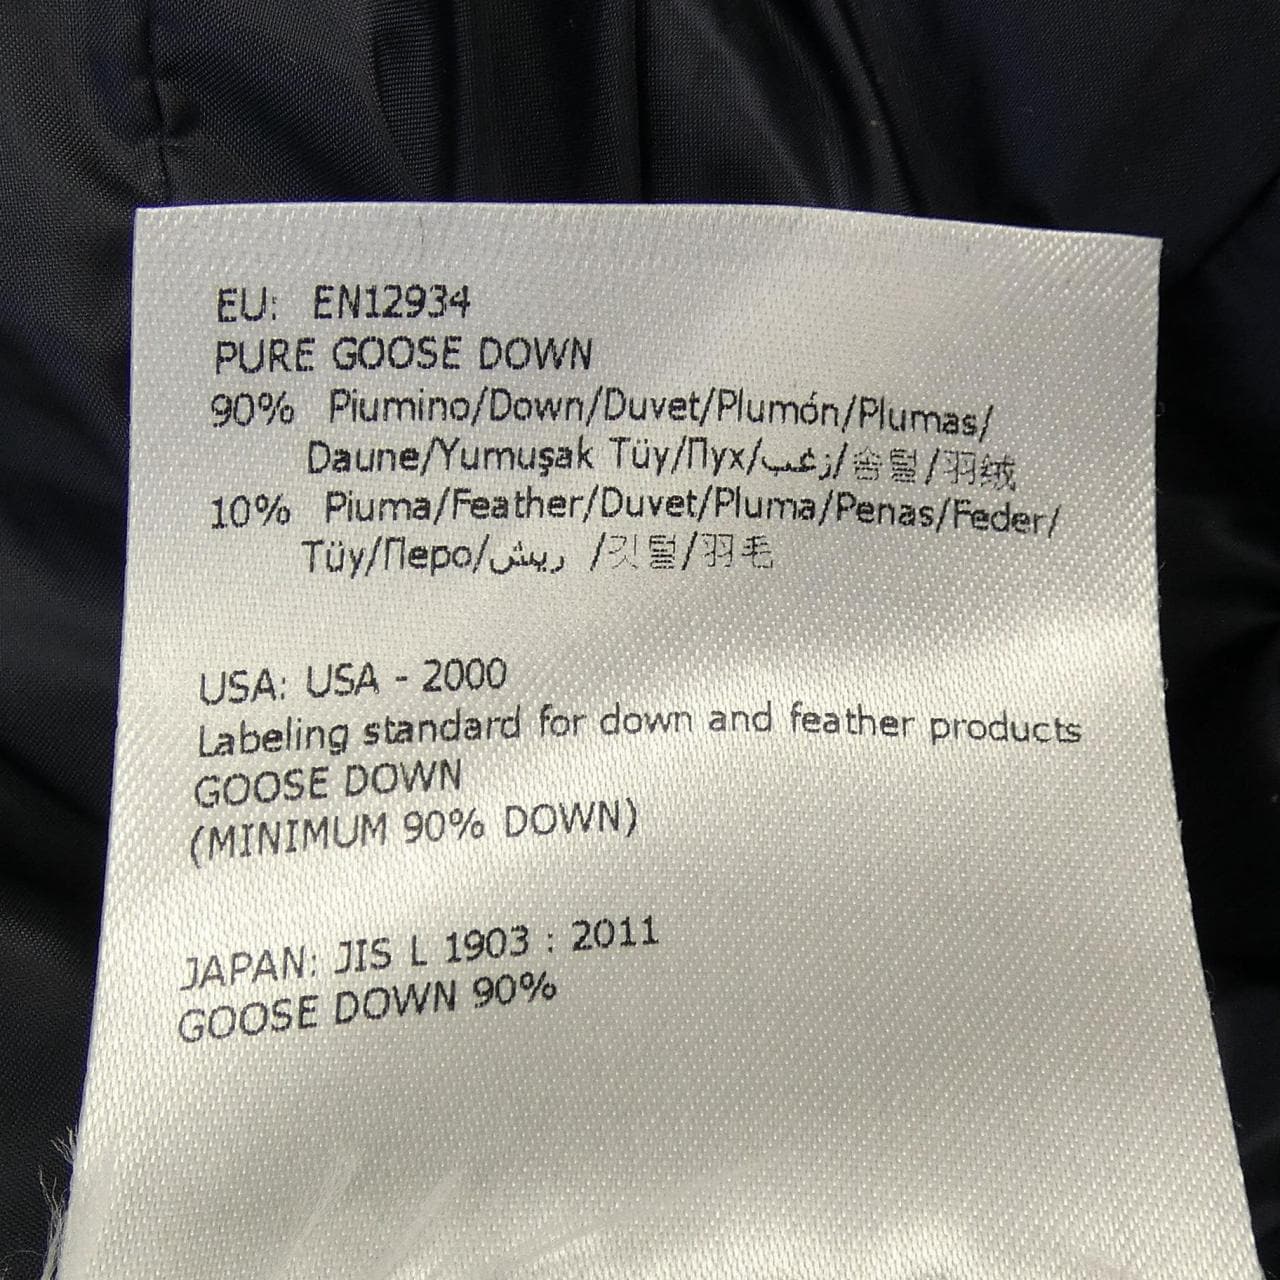 EU: EN12934
PURE GOOSE DOWN
90% Piumino/Down/Duvet/Plumón/Plumas/
Daune/Yumuşak Tüy/Пух/زغب/솜털/羽绒
10% Piuma/Feather/Duvet/Pluma/Penas/Feder/
Tüy/Перо/ريش /깃털/羽毛
USA: USA - 2000
Labeling standard for down and feather products
GOOSE DOWN
(MINIMUM 90% DOWN)
JAPAN: JIS L 1903 : 2011
GOOSE DOWN 90%